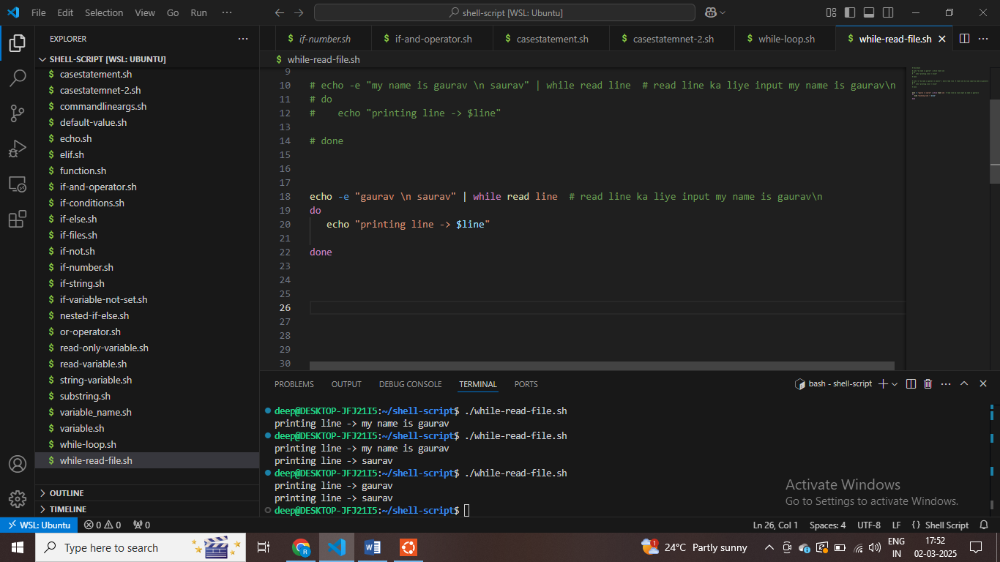 File Edit Selection View Go Run ··· shell-script [WSL: Ubuntu]
EXPLORER ···
SHELL-SCRIPT [WSL: UBUNTU]
$ casestatement.sh
$ casestatemnet-2.sh
$ commandlineargs.sh
$ default-value.sh
$ echo.sh
$ elif.sh
$ function.sh
$ if-and-operator.sh
$ if-conditions.sh
$ if-else.sh
$ if-files.sh
$ if-not.sh
$ if-number.sh
$ if-string.sh
$ if-variable-not-set.sh
$ nested-if-else.sh
$ or-operator.sh
$ read-only-variable.sh
$ read-variable.sh
$ string-variable.sh
$ substring.sh
$ variable_name.sh
$ variable.sh
$ while-loop.sh
$ while-read-file.sh
OUTLINE
TIMELINE
$ if-number.sh $ if-and-operator.sh $ casestatement.sh $ casestatemnet-2.sh $ while-loop.sh $ while-read-file.sh
$ while-read-file.sh
9
10 # echo -e "my name is gaurav \n saurav" | while read line  # read line ka liye input my name is gaurav\n
11 # do
12 #    echo "printing line -> $line"
13
14 # done
15
16
17
18 echo -e "gaurav \n saurav" | while read line  # read line ka liye input my name is gaurav\n
19 do
20    echo "printing line -> $line"
21
22 done
23
24
25
26
27
28
29
30
PROBLEMS OUTPUT DEBUG CONSOLE TERMINAL PORTS bash - shell-script
deep@DESKTOP-JFJ21I5:~/shell-script$ ./while-read-file.sh
printing line -> my name is gaurav
deep@DESKTOP-JFJ21I5:~/shell-script$ ./while-read-file.sh
printing line -> my name is gaurav
printing line -> saurav
deep@DESKTOP-JFJ21I5:~/shell-script$ ./while-read-file.sh
printing line -> gaurav
printing line -> saurav
deep@DESKTOP-JFJ21I5:~/shell-script$
Activate Windows
Go to Settings to activate Windows.
WSL: Ubuntu 0 0 0 Ln 26, Col 1 Spaces: 4 UTF-8 LF {} Shell Script
Type here to search 24°C Partly sunny ENG IN 17:52 02-03-2025